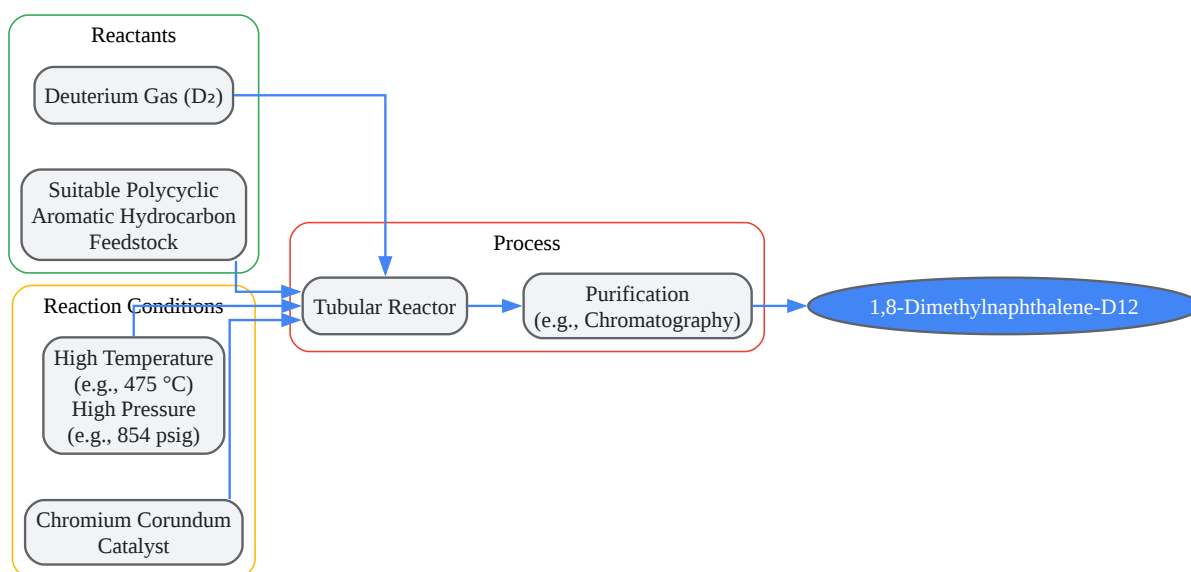 Reactants
Deuterium Gas (D₂)
Suitable Polycyclic
Aromatic Hydrocarbon
Feedstock
Reaction Conditions
High Temperature
(e.g., 475 °C)
High Pressure
(e.g., 854 psig)
Chromium Corundum
Catalyst
Process
Tubular Reactor
Purification
(e.g., Chromatography)
1,8-Dimethylnaphthalene-D12